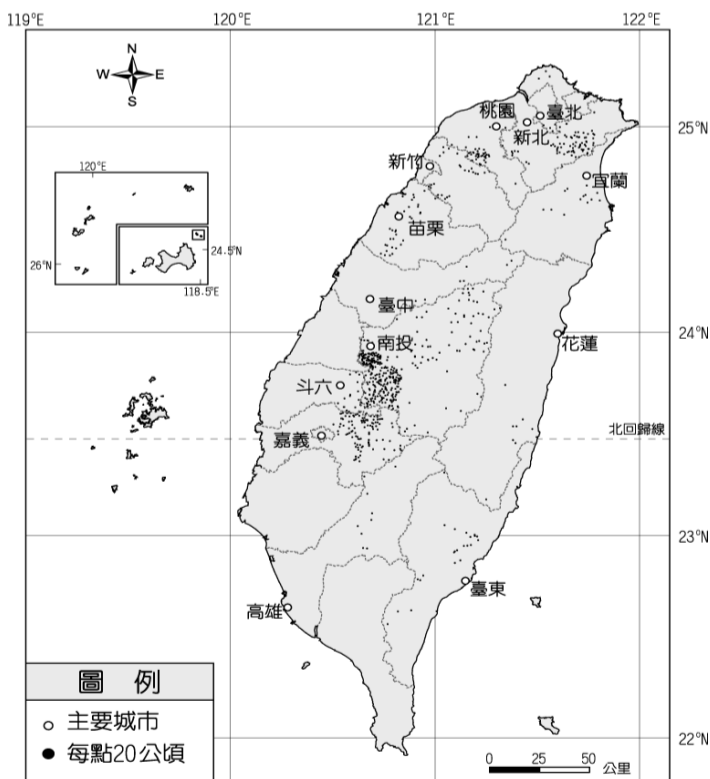 119°E
120°E
121°E
122°E
N
W
E
S
桃園
臺北
新北
25°N
新竹
宜蘭
120°E
苗栗
24.5°N
26°N
118.5°E
臺中
24°N
南投
花蓮
斗六
北回歸線
嘉義
23°N
臺東
高雄
圖 例
主要城市
22°N
每點20公頃
0 25 50 公里